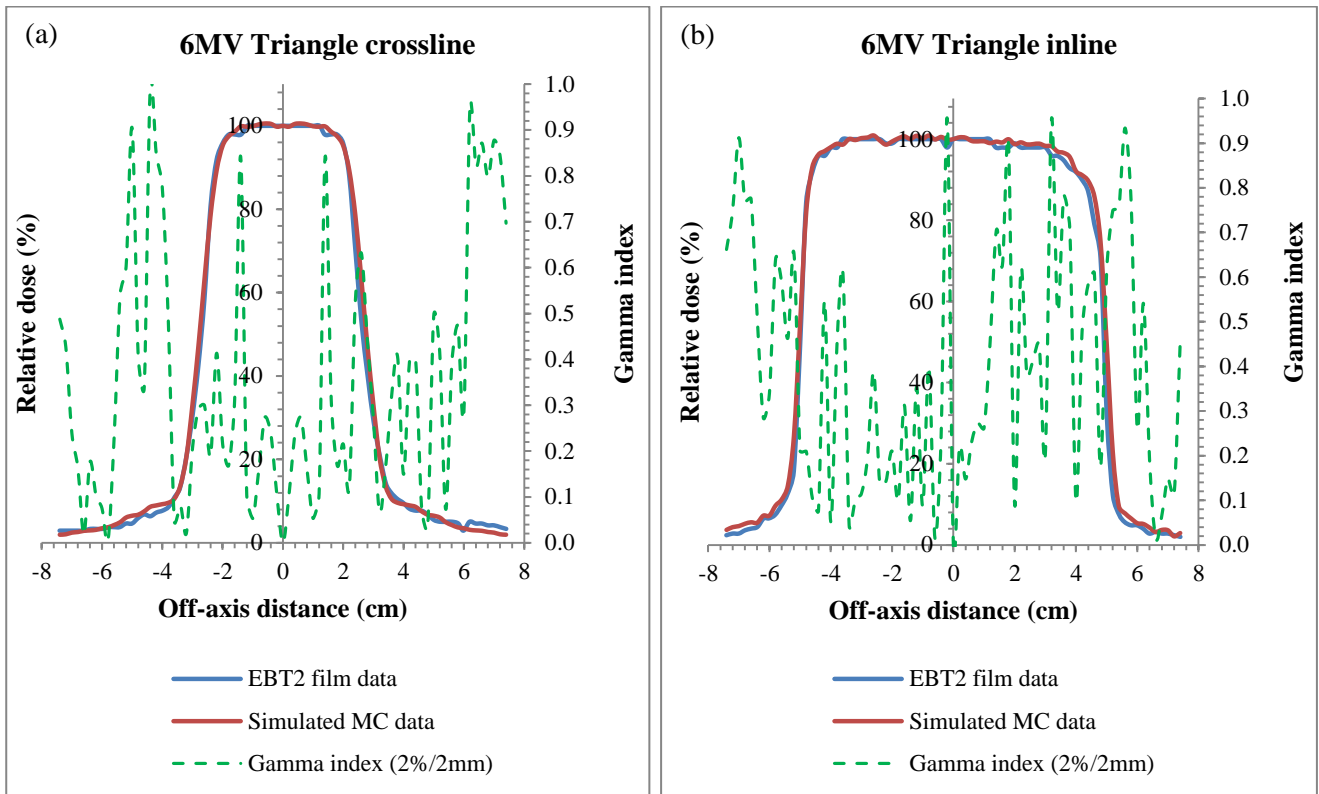 (a)
6MV Triangle crossline
Relative dose (%)
100
80
60
40
20
0
1.0
0.9
0.8
0.7
0.6
0.5
0.4
0.3
0.2
0.1
0.0
Gamma index
-8 -6 -4 -2 0 2 4 6 8
Off-axis distance (cm)
EBT2 film data
Simulated MC data
Gamma index (2%/2mm)
(b)
6MV Triangle inline
Relative dose (%)
100
80
60
40
20
0
1.0
0.9
0.8
0.7
0.6
0.5
0.4
0.3
0.2
0.1
0.0
Gamma index
-8 -6 -4 -2 0 2 4 6 8
Off-axis distance (cm)
EBT2 film data
Simulated MC data
Gamma index (2%/2mm)